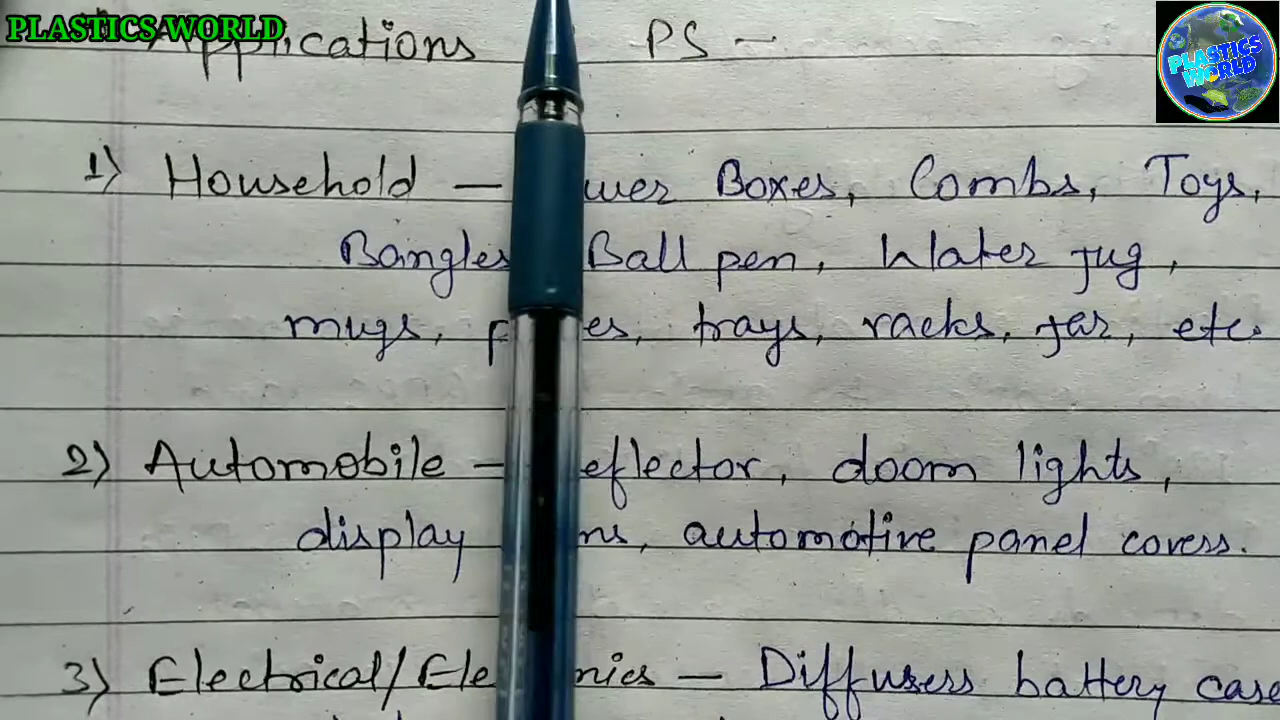 PLASTICS WORLD
PLASTICS WORLD
Applications PS -
1) Household - wer Boxes, Combs, Toys,
Bangles Ball pen, Water jug,
mugs, p es, trays, racks, jar, etc.
2) Automobile - eflector, doom lights,
display ns, automotive panel covers.
3) Electrical/Ele nics - Diffusers battery case